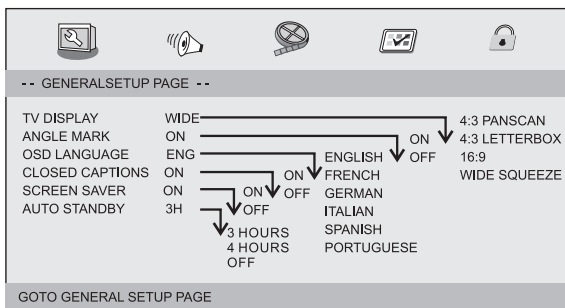 -- GENERALSETUP PAGE --
TV DISPLAY WIDE
ANGLE MARK ON
OSD LANGUAGE ENG
CLOSED CAPTIONS ON
SCREEN SAVER ON
AUTO STANDBY 3H
3 HOURS
4 HOURS
OFF
ON
OFF
ON
OFF
ENGLISH
FRENCH
GERMAN
ITALIAN
SPANISH
PORTUGUESE
ON
OFF
4:3 PANSCAN
4:3 LETTERBOX
16:9
WIDE SQUEEZE
GOTO GENERAL SETUP PAGE